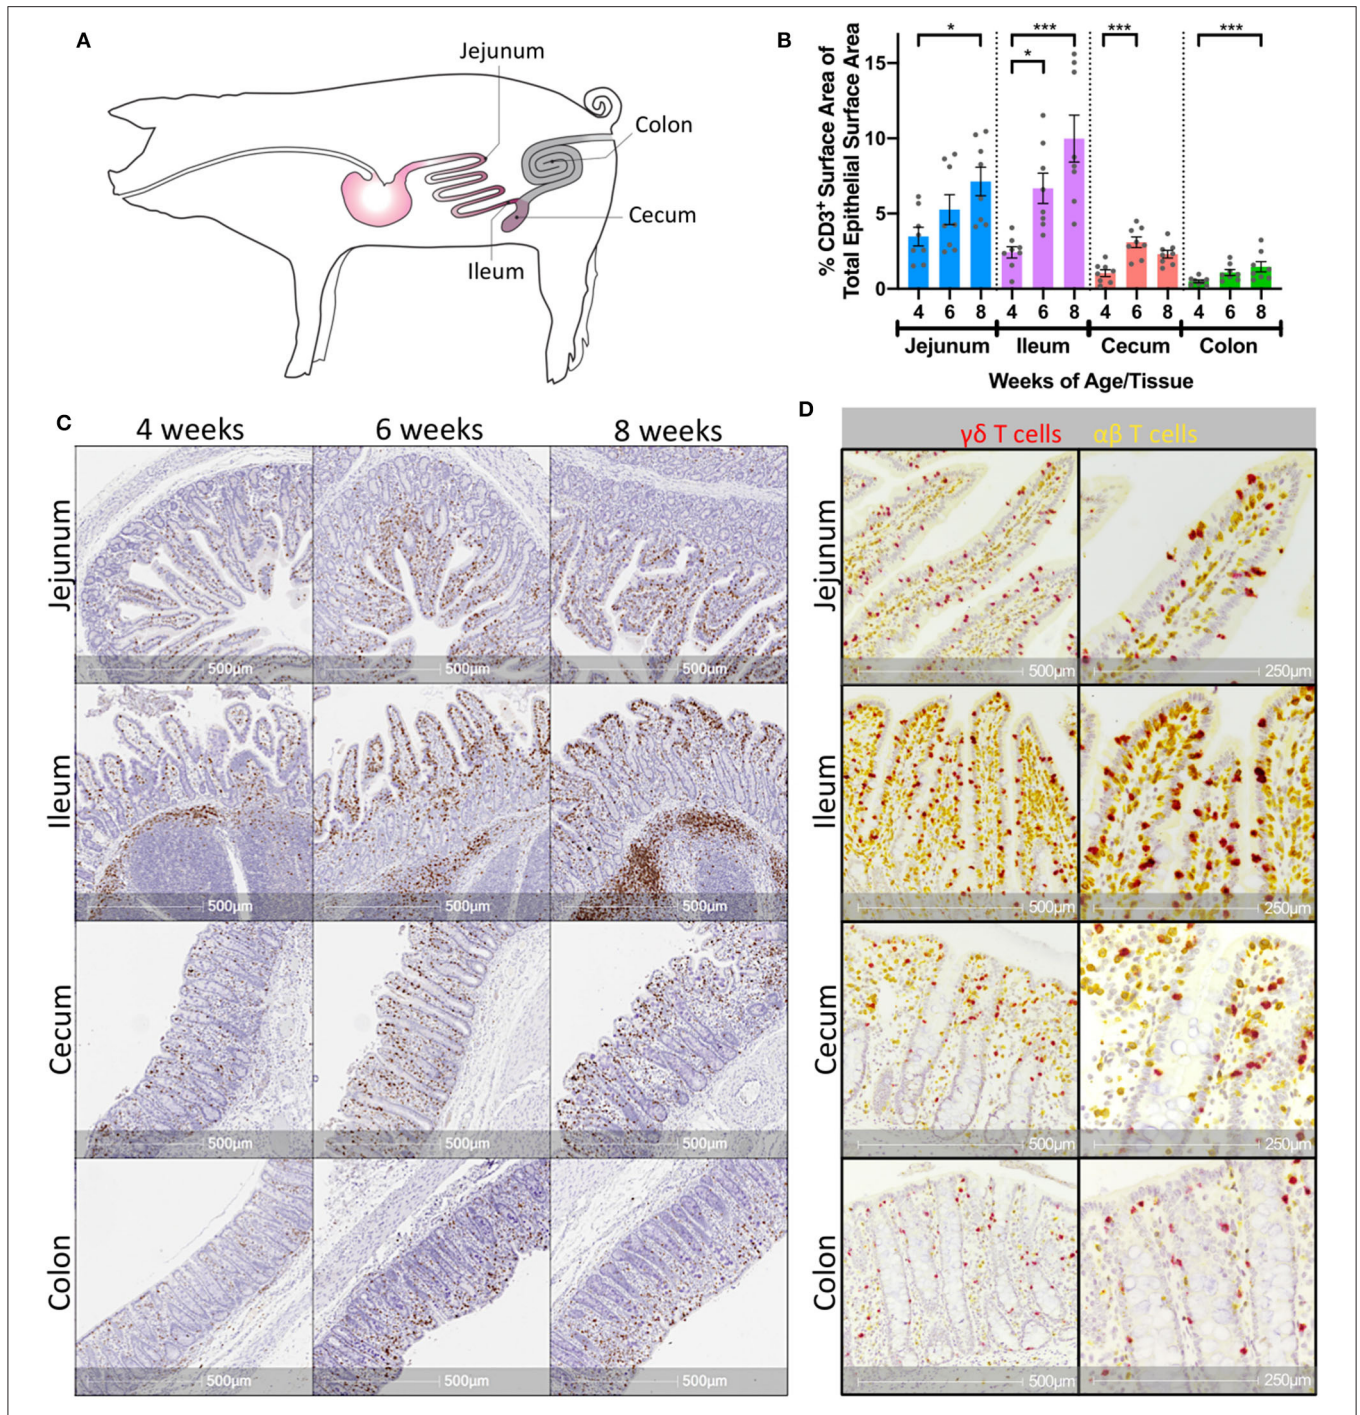 A
Jejunum
Colon
Cecum
Ileum
B
% CD3⁺ Surface Area of
Total Epithelial Surface Area
15
10
5
0
*
***
*
***
***
4 6 8 4 6 8 4 6 8 4 6 8
Jejunum Ileum Cecum Colon
Weeks of Age/Tissue
C
4 weeks 6 weeks 8 weeks
Jejunum
500µm 500µm 500µm
Ileum
500µm 500µm 500µm
Cecum
500µm 500µm 500µm
Colon
500µm 500µm 500µm
D
γδ T cells αβ T cells
Jejunum
500µm 250µm
Ileum
500µm 250µm
Cecum
500µm 250µm
Colon
500µm 250µm